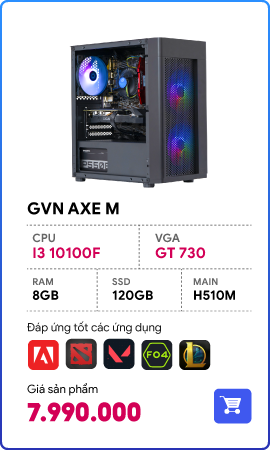 GVN AXE M
CPU
I3 10100F
VGA
GT 730
RAM
8GB
SSD
120GB
MAIN
H510M
Đáp ứng tốt các ứng dụng
FO4
Giá sản phẩm
7.990.000